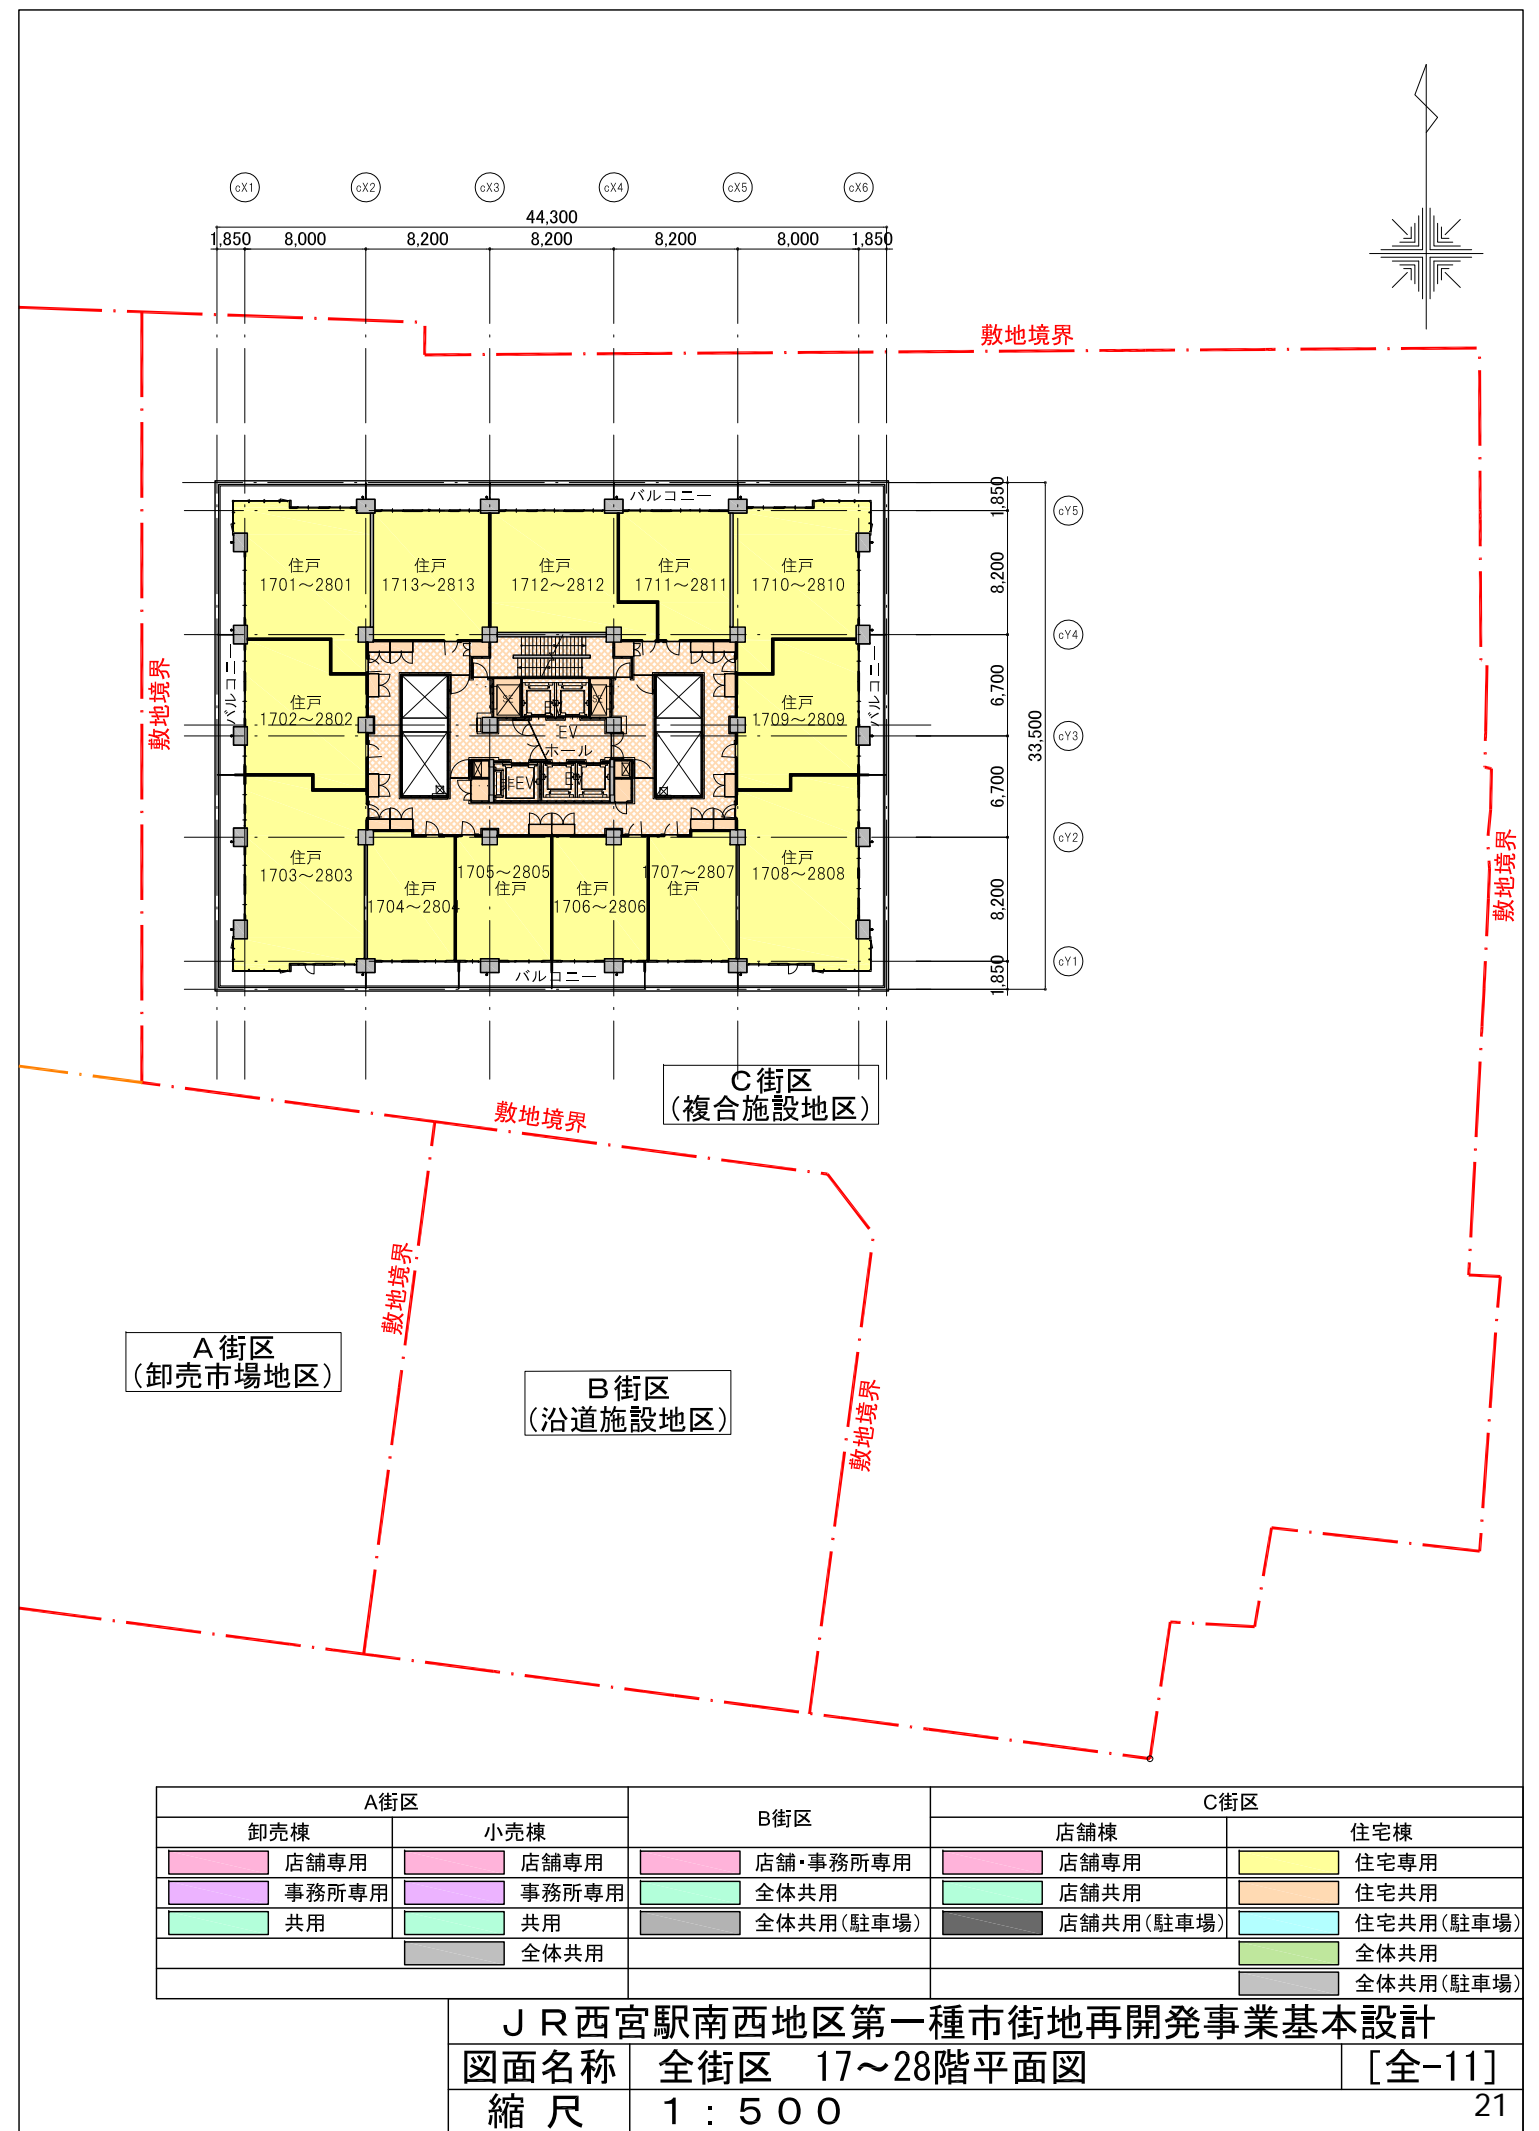 cX1 cX2 cX3 cX4 cX5 cX6
44,300
1,850 8,000 8,200 8,200 8,200 8,000 1,850
敷地境界
バルコニー
1,850
cY5
住戸
1701～2801
住戸
1713～2813
住戸
1712～2812
住戸
1711～2811
住戸
1710～2810
8,200
cY4
敷地境界
バルコニー
住戸
1702～2802
EV
ホール
非EV
住戸
1709～2809
バルコニー
6,700
33,500
cY3
6,700
cY2
住戸
1703～2803
住戸
1704～2804
1705～2805
住戸
住戸
1706～2806
1707～2807
住戸
住戸
1708～2808
8,200
敷地境界
バルコニー
1,850
cY1
C街区
（複合施設地区）
敷地境界
敷地境界
A街区
（卸売市場地区）
B街区
（沿道施設地区）
敷地境界
A街区 B街区 C街区
卸売棟 小売棟 店舗棟 住宅棟
店舗専用 店舗専用 店舗・事務所専用 店舗専用 住宅専用
事務所専用 事務所専用 全体共用 店舗共用 住宅共用
共用 共用 全体共用（駐車場） 店舗共用（駐車場） 住宅共用（駐車場）
全体共用 全体共用
全体共用（駐車場）
ＪＲ西宮駅南西地区第一種市街地再開発事業基本設計
図面名称 全街区 17～28階平面図 [全-11]
縮尺 1：500
21